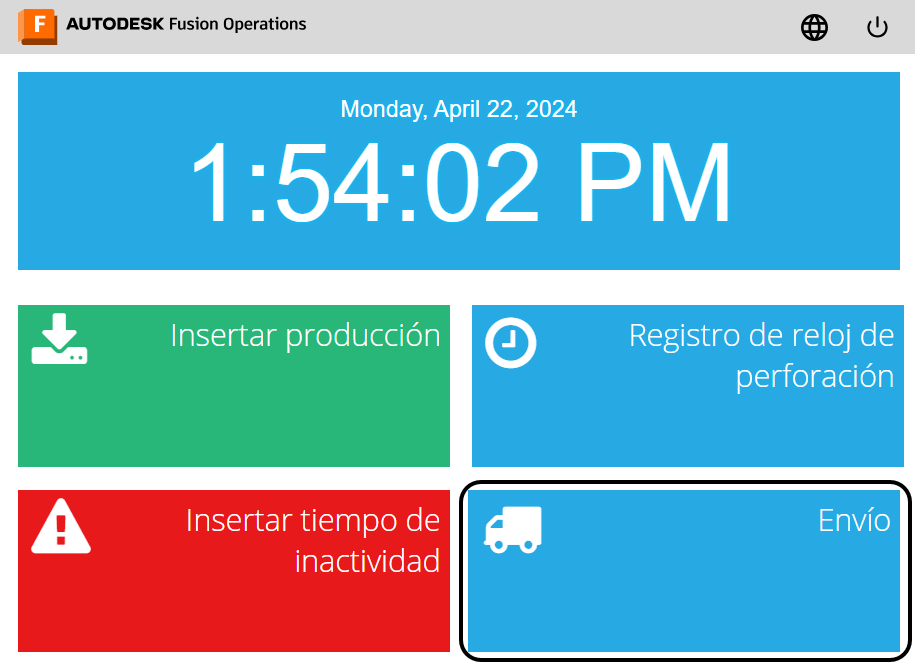 F AUTODESK Fusion Operations
Monday, April 22, 2024
1:54:02 PM
Insertar producción
Registro de reloj de
perforación
Insertar tiempo de
inactividad
Envío